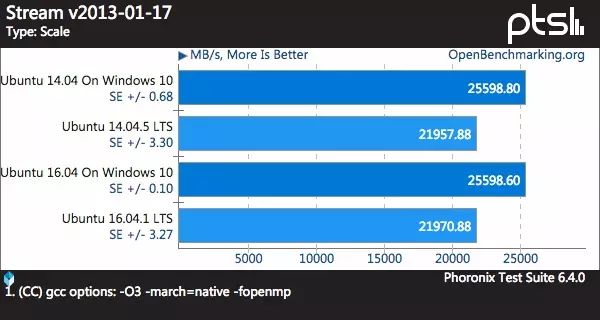 Stream v2013-01-17
Type: Scale
pts
▶ MB/s, More Is Better
OpenBenchmarking.org
Ubuntu 14.04 On Windows 10
SE +/- 0.68
25598.80
Ubuntu 14.04.5 LTS
SE +/- 3.30
21957.88
Ubuntu 16.04 On Windows 10
SE +/- 0.10
25598.60
Ubuntu 16.04.1 LTS
SE +/- 3.27
21970.88
5000 10000 15000 20000 25000
Phoronix Test Suite 6.4.0
1. (CC) gcc options: -O3 -march=native -fopenmp